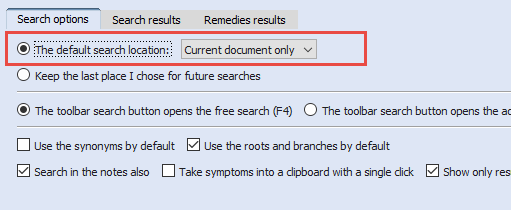 Search options Search results Remedies results
The default search location: Current document only
Keep the last place I chose for future searches
The toolbar search button opens the free search (F4) The toolbar search button opens the
Use the synonyms by default Use the roots and branches by default
Search in the notes also Take symptoms into a clipboard with a single click Show only